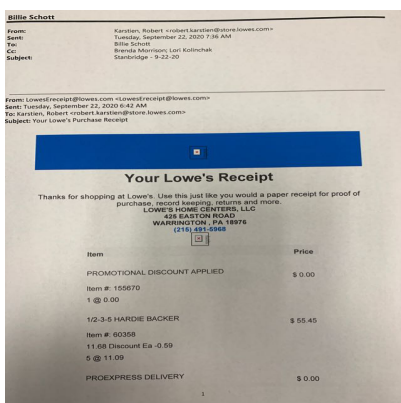 Billie Schott
From: Karstien, Robert <robert.karstien@store.lowes.com>
Sent: Tuesday, September 22, 2020 7:36 AM
To: Billie Schott
Cc: Brenda Morrison; Lori Kolinchak
Subject: Stanbridge - 9-22-20
From: LowesEreceipt@lowes.com <LowesEreceipt@lowes.com>
Sent: Tuesday, September 22, 2020 6:42 AM
To: Karstien, Robert <robert.karstien@store.lowes.com>
Subject: Your Lowe's Purchase Receipt
Your Lowe's Receipt
Thanks for shopping at Lowe's. Use this just like you would a paper receipt for proof of
purchase, record keeping, returns and more.
LOWE'S HOME CENTERS, LLC
425 EASTON ROAD
WARRINGTON , PA 18976
(215) 491-5968
Item Price
PROMOTIONAL DISCOUNT APPLIED $ 0.00
Item #: 155670
1 @ 0.00
1/2-3-5 HARDIE BACKER $ 55.45
Item #: 60358
11.68 Discount Ea -0.59
5 @ 11.09
PROEXPRESS DELIVERY $ 0.00
1